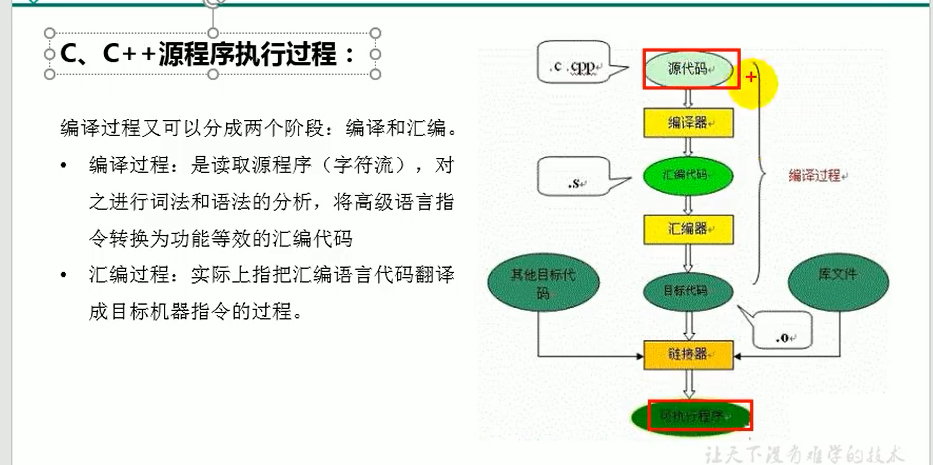 C、C++源程序执行过程：
编译过程又可以分成两个阶段：编译和汇编。
• 编译过程：是读取源程序（字符流），对
之进行词法和语法的分析，将高级语言指
令转换为功能等效的汇编代码
• 汇编过程：实际上指把汇编语言代码翻译
成目标机器指令的过程。
.c .cpp
源代码
编译器
.s
汇编代码
编译过程
汇编器
其他目标代
码
目标代码
库文件
.o
链接器
可执行程序
让天下没有难学的技术